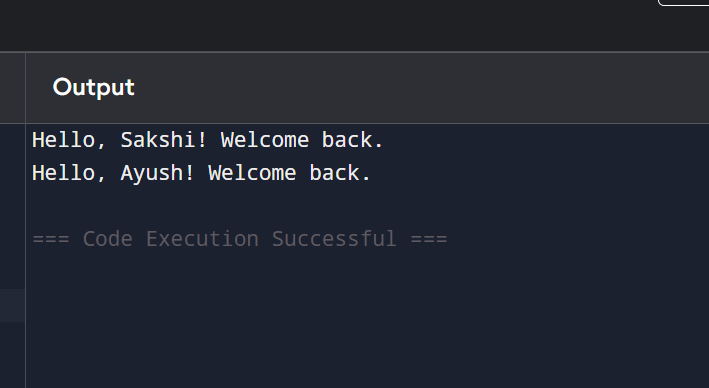 Output
Hello, Sakshi! Welcome back.
Hello, Ayush! Welcome back.
=== Code Execution Successful ===